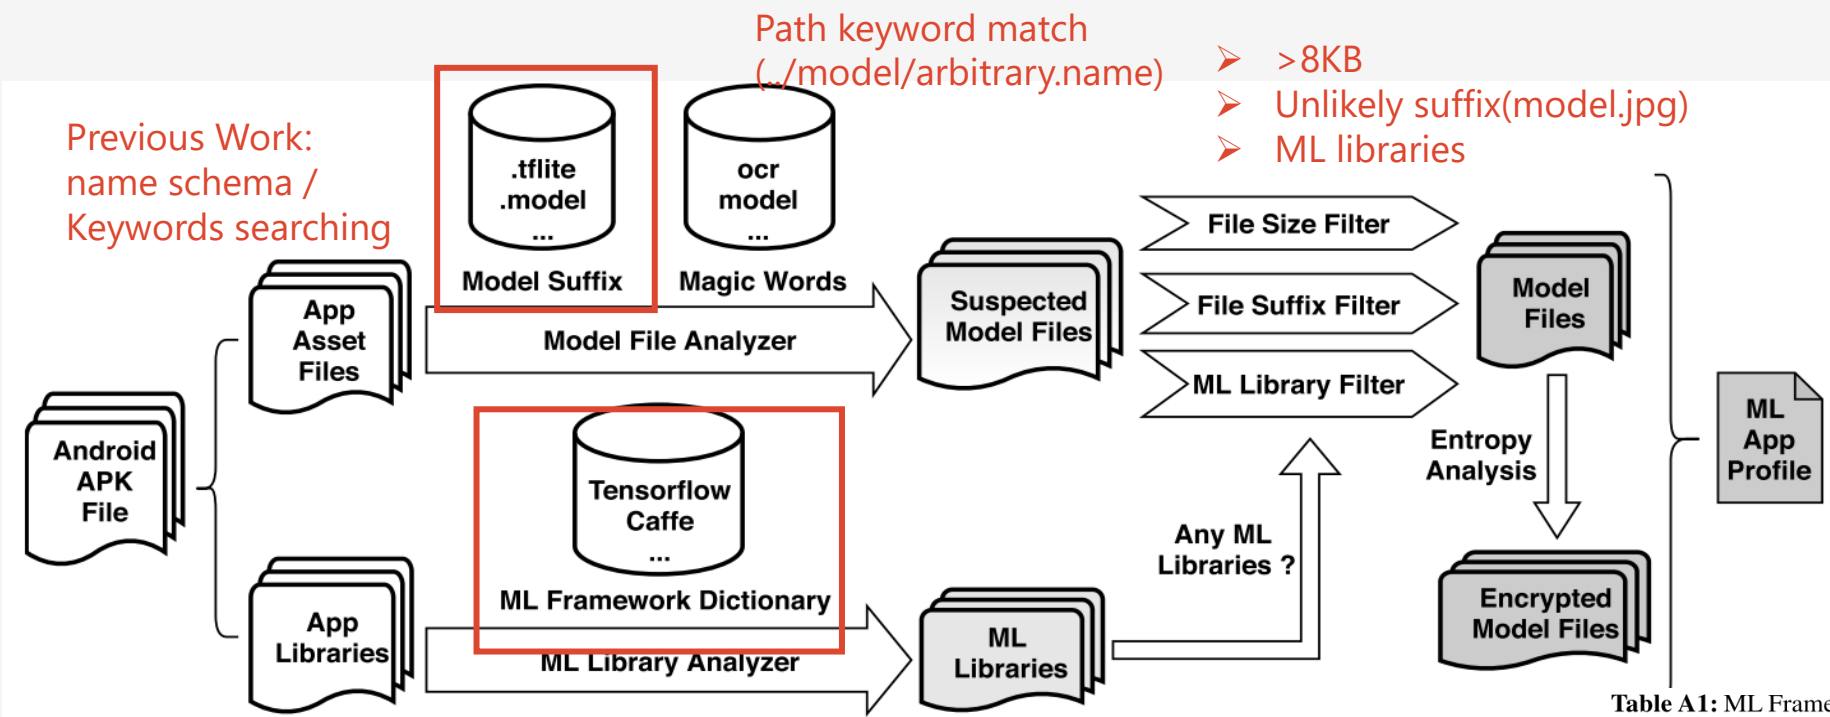 Path keyword match
(../model/arbitrary.name)
➢ >8KB
➢ Unlikely suffix(model.jpg)
➢ ML libraries
Previous Work:
name schema /
Keywords searching
.tflite
.model
...
Model Suffix
ocr
model
...
Magic Words
App
Asset
Files
Model File Analyzer
Suspected
Model Files
File Size Filter
File Suffix Filter
ML Library Filter
Model
Files
Android
APK
File
Tensorflow
Caffe
...
ML Framework Dictionary
App
Libraries
ML Library Analyzer
ML
Libraries
Any ML
Libraries ?
Entropy
Analysis
Encrypted
Model Files
ML
App
Profile
Table A1: ML Frame